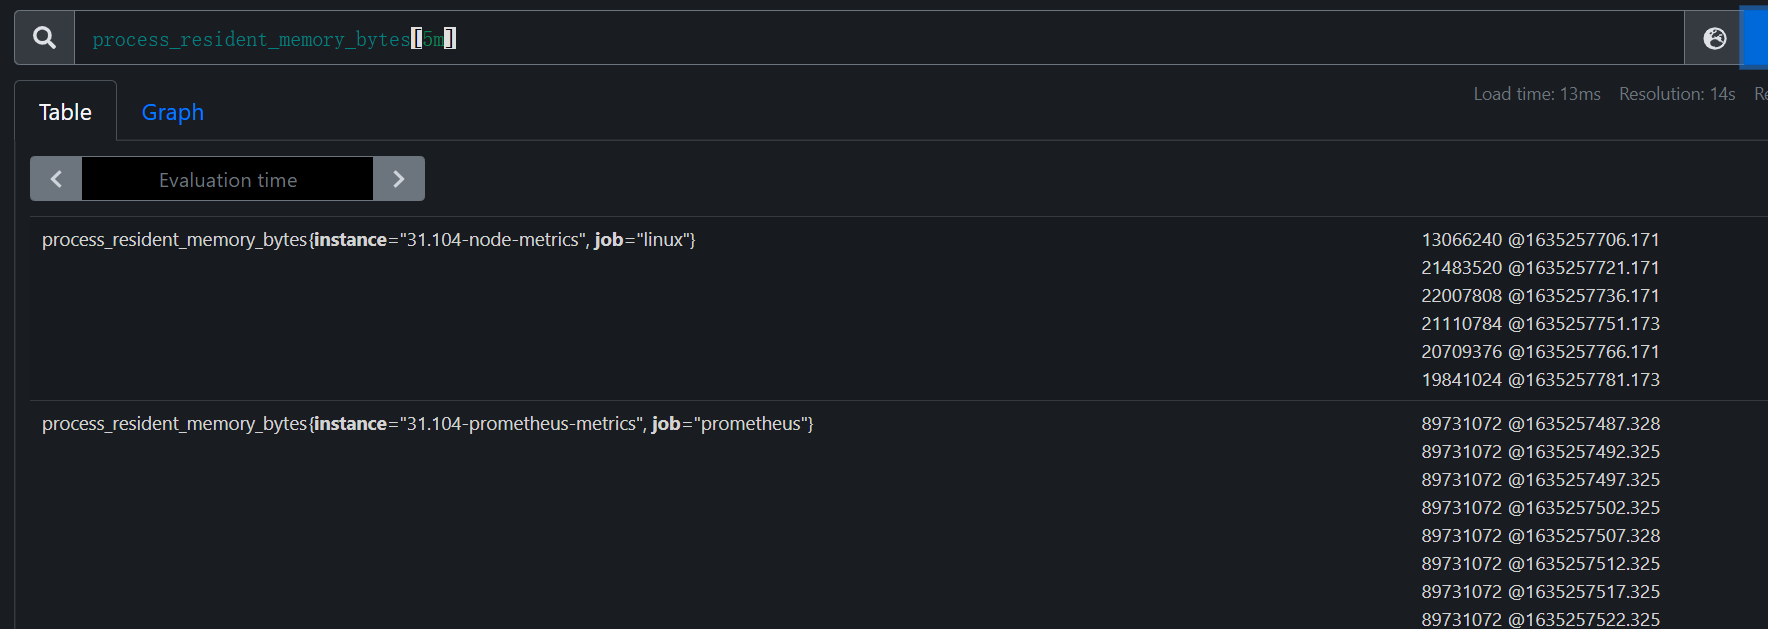 process_resident_memory_bytes[5m]
Table
Graph
Load time: 13ms Resolution: 14s
Evaluation time
process_resident_memory_bytes{instance="31.104-node-metrics", job="linux"}
13066240 @1635257706.171
21483520 @1635257721.171
22007808 @1635257736.171
21110784 @1635257751.173
20709376 @1635257766.171
19841024 @1635257781.173
process_resident_memory_bytes{instance="31.104-prometheus-metrics", job="prometheus"}
89731072 @1635257487.328
89731072 @1635257492.325
89731072 @1635257497.325
89731072 @1635257502.325
89731072 @1635257507.328
89731072 @1635257512.325
89731072 @1635257517.325
89731072 @1635257522.325